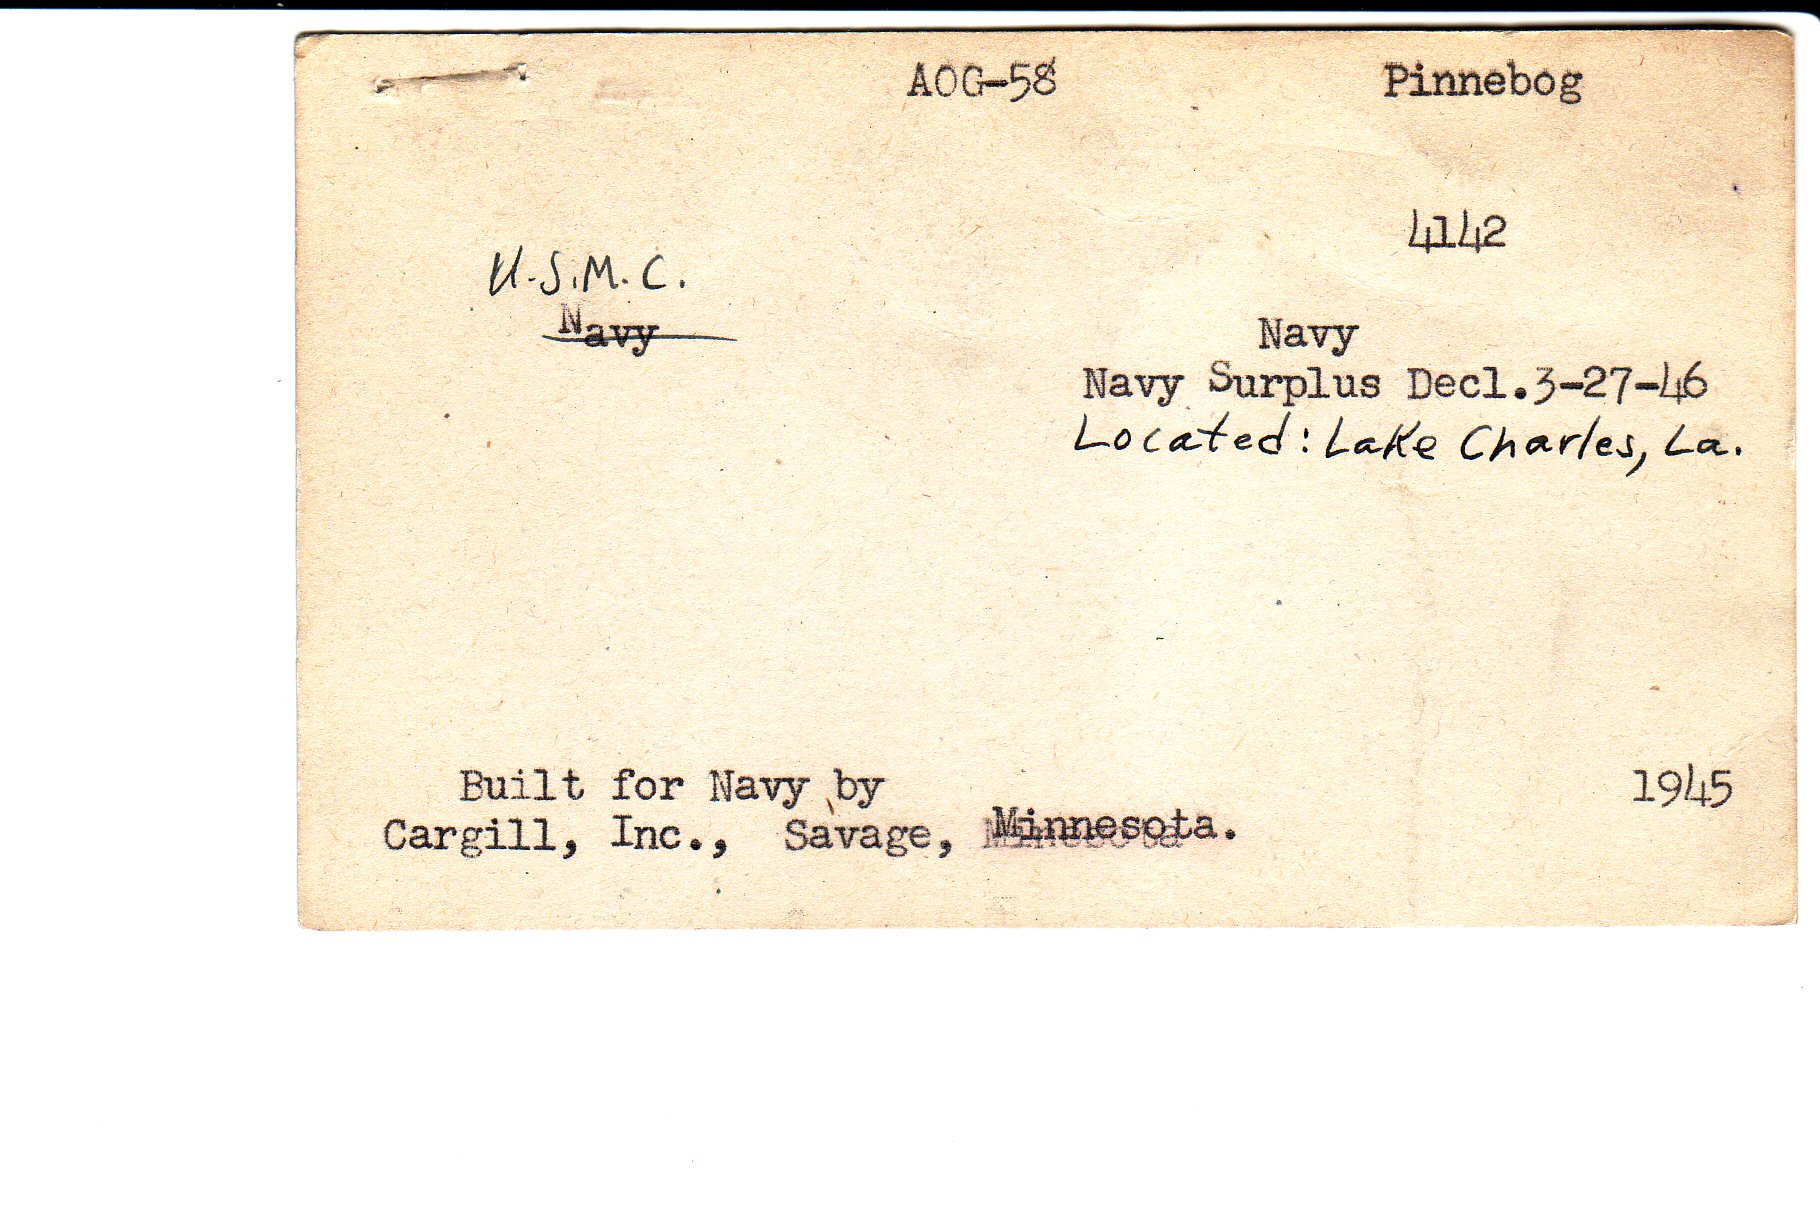 AOG-58 Pinnebog
4142
U.S.M.C.
Navy
Navy
Navy Surplus Decl.3-27-46
Located: Lake Charles, La.
Built for Navy by 1945
Cargill, Inc., Savage, Minnesota.